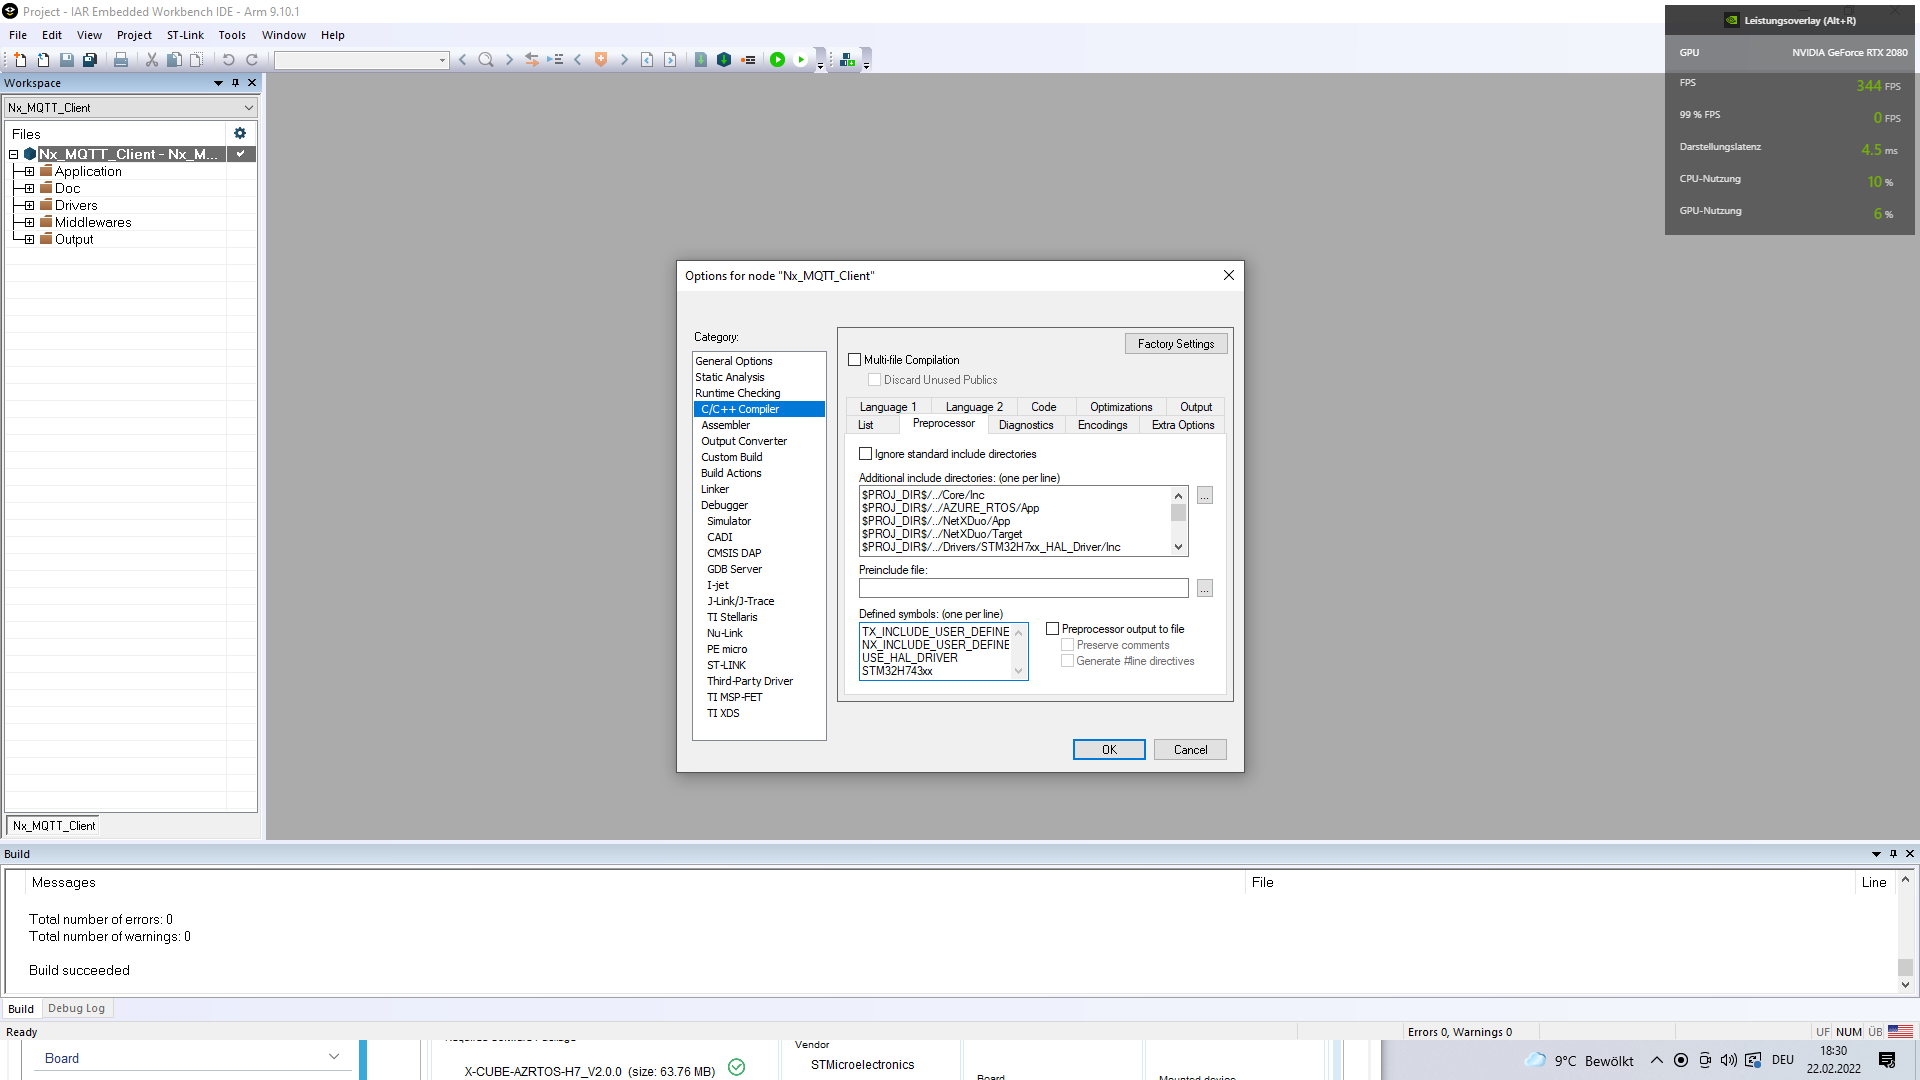 Project - IAR Embedded Workbench IDE - Arm 9.10.1
File Edit View Project ST-Link Tools Window Help
Workspace
Nx_MQTT_Client
Files
Nx_MQTT_Client - Nx_M...
Application
Doc
Drivers
Middlewares
Output
Nx_MQTT_Client
Leistungsoverlay (Alt+R)
GPU NVIDIA GeForce RTX 2080
FPS 344 FPS
99 % FPS 0 FPS
Darstellungslatenz 4.5 ms
CPU-Nutzung 10 %
GPU-Nutzung 6 %
Options for node "Nx_MQTT_Client"
Category:
General Options
Static Analysis
Runtime Checking
C/C++ Compiler
Assembler
Output Converter
Custom Build
Build Actions
Linker
Debugger
Simulator
CADI
CMSIS DAP
GDB Server
I-jet
J-Link/J-Trace
TI Stellaris
Nu-Link
PE micro
ST-LINK
Third-Party Driver
TI MSP-FET
TI XDS
Factory Settings
Multi-file Compilation
Discard Unused Publics
Language 1 Language 2 Code Optimizations Output
List Preprocessor Diagnostics Encodings Extra Options
Ignore standard include directories
Additional include directories: (one per line)
$PROJ_DIR$/../Core/Inc
$PROJ_DIR$/../AZURE_RTOS/App
$PROJ_DIR$/../NetXDuo/App
$PROJ_DIR$/../NetXDuo/Target
$PROJ_DIR$/../Drivers/STM32H7xx_HAL_Driver/Inc
...
Preinclude file:
...
Defined symbols: (one per line)
TX_INCLUDE_USER_DEFINE
NX_INCLUDE_USER_DEFINE
USE_HAL_DRIVER
STM32H743xx
Preprocessor output to file
Preserve comments
Generate #line directives
OK Cancel
Build
Messages File Line
Total number of errors: 0
Total number of warnings: 0
Build succeeded
Build Debug Log
Ready Errors 0, Warnings 0 UF NUM ÜB
Board
X-CUBE-AZRTOS-H7_V2.0.0 (size: 63.76 MB)
Vendor
STMicroelectronics
Board
Mounted device
9°C Bewölkt DEU
18:30
22.02.2022